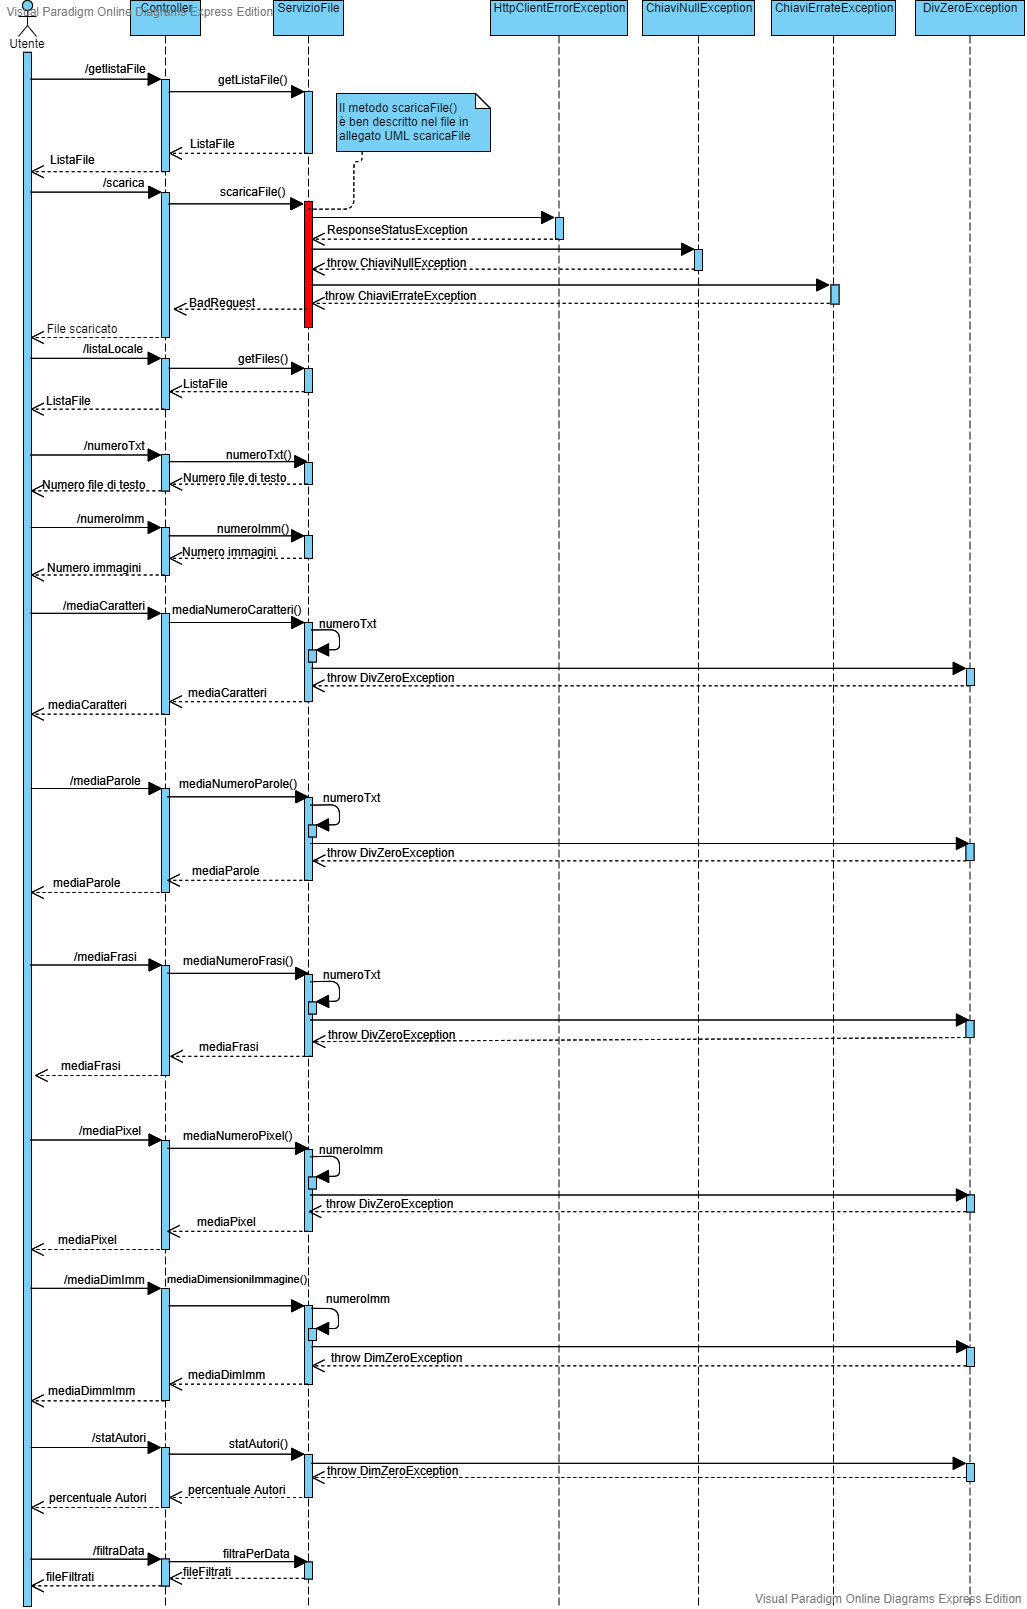 Visual Paradigm Online Diagrams Express Edition
Controller
ServizioFile
HttpClientErrorException
ChiaviNullException
ChiaviErrateException
DivZeroException
Utente
/getlistaFile
getListaFile()
Il metodo scaricaFile()
è ben descritto nel file in
allegato UML scaricaFile
ListaFile
ListaFile
/scarica
scaricaFile()
ResponseStatusException
throw ChiaviNullException
throw ChiaviErrateException
BadReguest
File scaricato
/listaLocale
getFiles()
ListaFile
ListaFile
/numeroTxt
numeroTxt()
Numero file di testo
Numero file di testo
/numeroImm
numeroImm()
Numero immagini
Numero immagini
/mediaCaratteri
mediaNumeroCaratteri()
numeroTxt
throw DivZeroException
mediaCaratteri
mediaCaratteri
/mediaParole
mediaNumeroParole()
numeroTxt
throw DivZeroException
mediaParole
mediaParole
/mediaFrasi
mediaNumeroFrasi()
numeroTxt
throw DivZeroException
mediaFrasi
mediaFrasi
/mediaPixel
mediaNumeroPixel()
numeroImm
throw DivZeroException
mediaPixel
mediaPixel
/mediaDimImm
mediaDimensioniImmagine()
numeroImm
throw DimZeroException
mediaDimImm
mediaDimmImm
/statAutori
statAutori()
throw DimZeroException
percentuale Autori
percentuale Autori
/filtraData
filtraPerData
fileFiltrati
fileFiltrati
Visual Paradigm Online Diagrams Express Edition